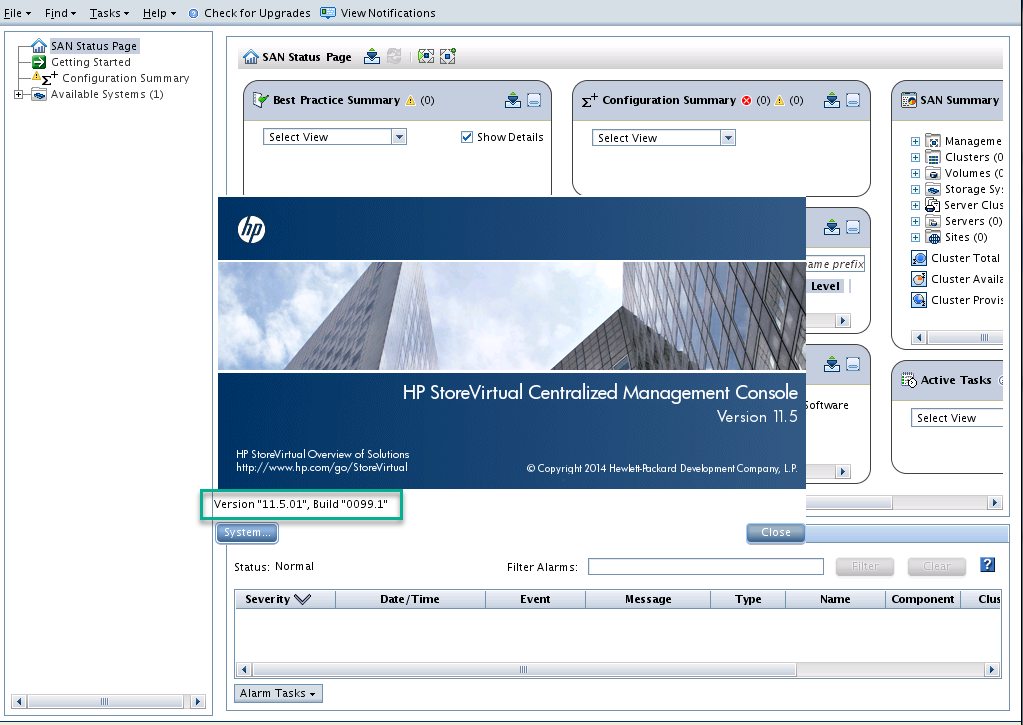 File Find Tasks Help Check for Upgrades View Notifications
SAN Status Page
Getting Started
Configuration Summary
Available Systems (1)
SAN Status Page
Best Practice Summary (0)
Select View Show Details
Configuration Summary (0) (0)
Select View
SAN Summary
Manageme
Clusters (0
Volumes (0
Storage Sys
Server Clus
Servers (0)
Sites (0)
Cluster Total
Cluster Availa
Cluster Provis
ame prefix
Level
Software
Active Tasks
Select View
hp
HP StoreVirtual Centralized Management Console
Version 11.5
HP StoreVirtual Overview of Solutions
http://www.hp.com/go/StoreVirtual
© Copyright 2014 Hewlett-Packard Development Company, L.P.
Version "11.5.01", Build "0099.1"
System... Close
Status: Normal Filter Alarms: Filter Clear ?
Severity Date/Time Event Message Type Name Component Clus
Alarm Tasks